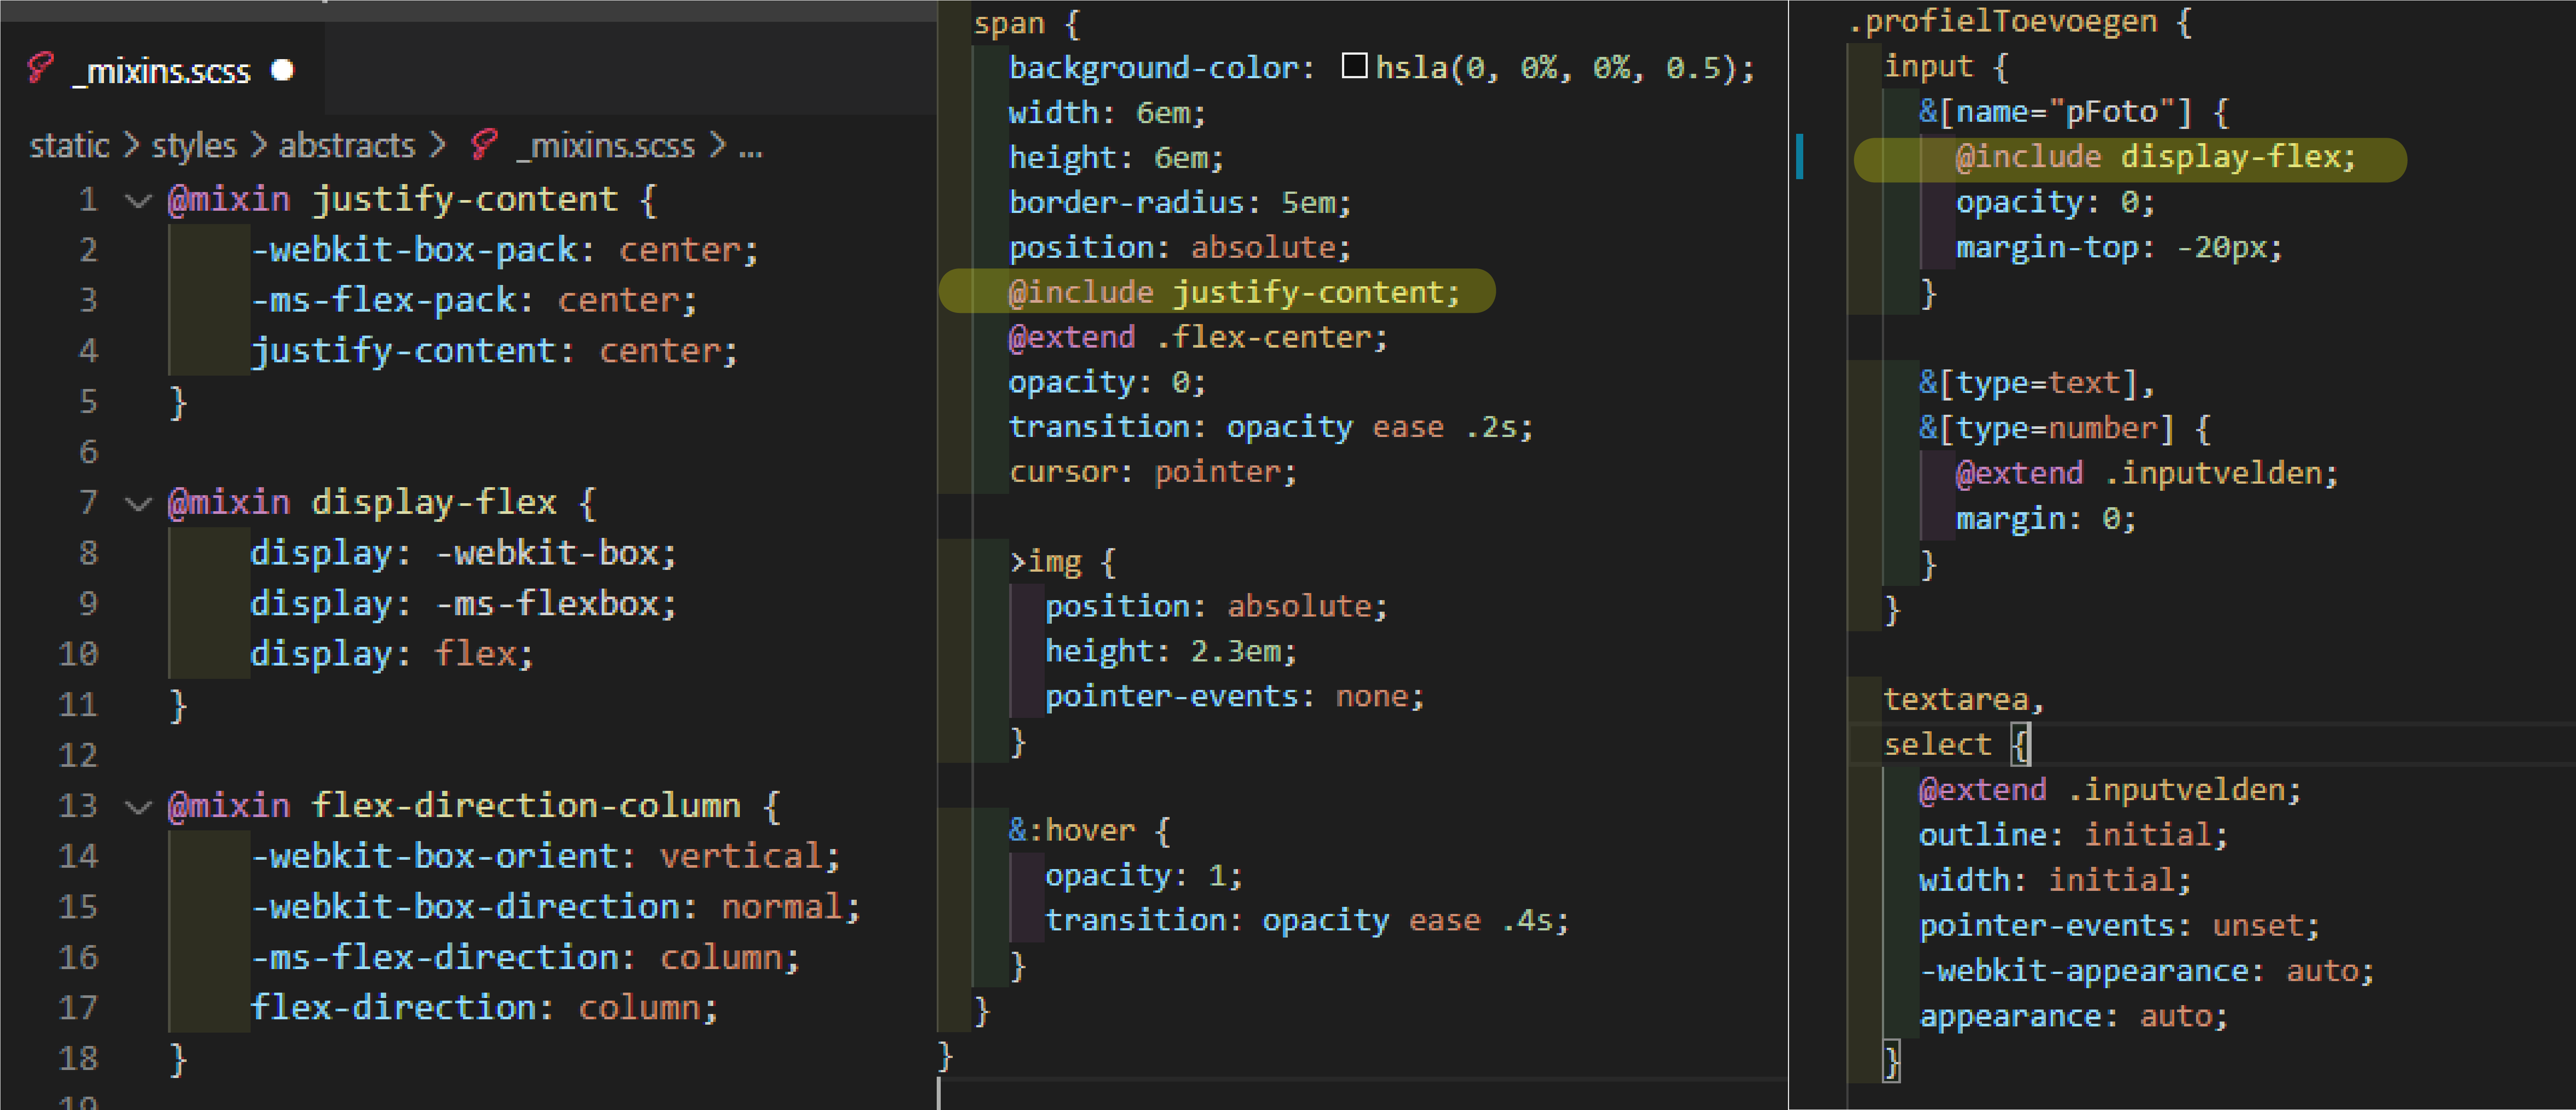 _mixins.scss
static > styles > abstracts > _mixins.scss > ...
1 @mixin justify-content {
2 -webkit-box-pack: center;
3 -ms-flex-pack: center;
4 justify-content: center;
5 }
6
7 @mixin display-flex {
8 display: -webkit-box;
9 display: -ms-flexbox;
10 display: flex;
11 }
12
13 @mixin flex-direction-column {
14 -webkit-box-orient: vertical;
15 -webkit-box-direction: normal;
16 -ms-flex-direction: column;
17 flex-direction: column;
18 }
19
span {
background-color: hsla(0, 0%, 0%, 0.5);
width: 6em;
height: 6em;
border-radius: 5em;
position: absolute;
@include justify-content;
@extend .flex-center;
opacity: 0;
transition: opacity ease .2s;
cursor: pointer;
>img {
position: absolute;
height: 2.3em;
pointer-events: none;
}
&:hover {
opacity: 1;
transition: opacity ease .4s;
}
}
}
.profielToevoegen {
input {
&[name="pFoto"] {
@include display-flex;
opacity: 0;
margin-top: -20px;
}
&[type=text],
&[type=number] {
@extend .inputvelden;
margin: 0;
}
}
textarea,
select {
@extend .inputvelden;
outline: initial;
width: initial;
pointer-events: unset;
-webkit-appearance: auto;
appearance: auto;
}